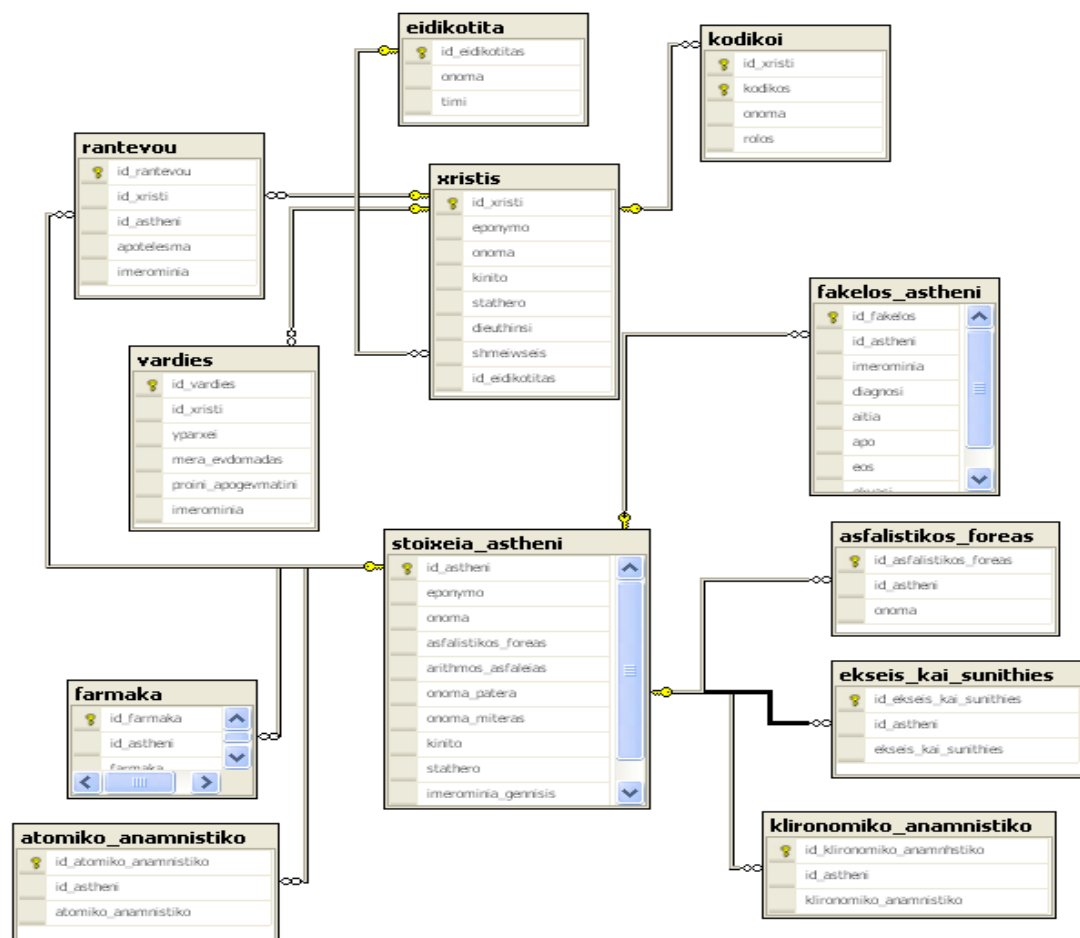 eidikotita
id_eidikotitas
onoma
timi
kodikoi
id_xristi
kodikos
onoma
rolos
rantevou
id_rantevou
id_xristi
id_astheni
apotelesma
imerominia
xristis
id_xristi
eponymo
onoma
kinito
stathero
dieuthinsi
shmeiwseis
id_eidikotitas
fakelos_astheni
id_fakelos
id_astheni
imerominia
diagnosi
aitia
apo
eos
vardies
id_vardies
id_xristi
yparxei
mera_evdomadas
proini_apogevmatini
imerominia
stoixeia_astheni
id_astheni
eponymo
onoma
asfalistikos_foreas
arithmos_asfaleias
onoma_patera
onoma_miteras
kinito
stathero
imerominia_gennisis
asfalistikos_foreas
id_asfalistikos_foreas
id_astheni
onoma
ekseis_kai_sunithies
id_ekseis_kai_sunithies
id_astheni
ekseis_kai_sunithies
farmaka
id_farmaka
id_astheni
farmaka
atomiko_anamnistiko
id_atomiko_anamnistiko
id_astheni
atomiko_anamnistiko
klironomiko_anamnistiko
id_klironomiko_anamnhstiko
id_astheni
klironomiko_anamnistiko